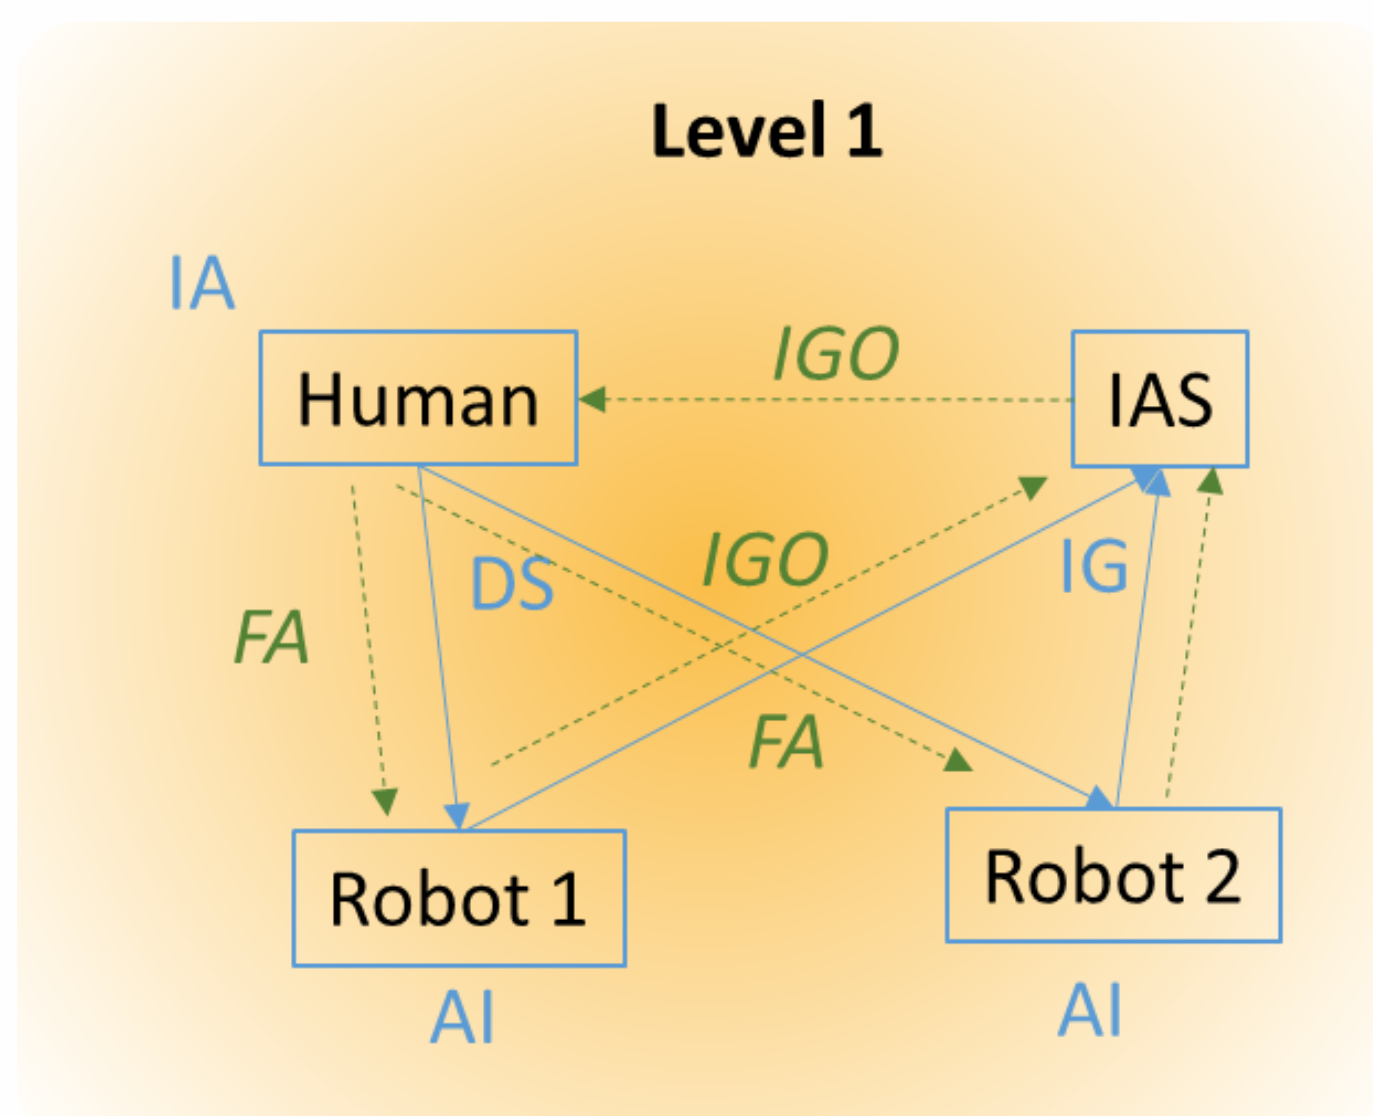 Level 1
IA
IGO
Human
IAS
IGO
DS
IG
FA
FA
Robot 1
Robot 2
AI
AI